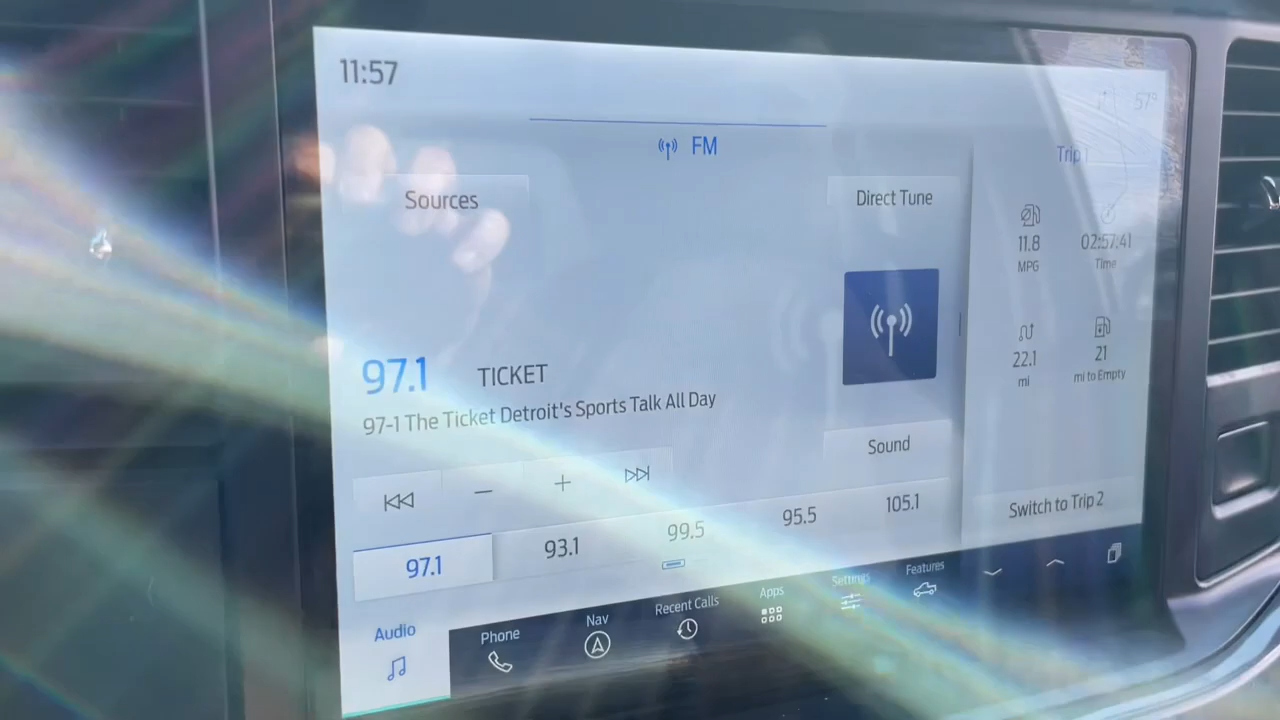 11:57
57°
FM
Sources
Direct Tune
Trip 1
11.8
MPG
02:57:41
Time
22.1
mi
21
mi to Empty
97.1 TICKET
97-1 The Ticket Detroit's Sports Talk All Day
Sound
Switch to Trip 2
97.1
93.1
99.5
95.5
105.1
Audio
Phone
Nav
Recent Calls
Apps
Settings
Features